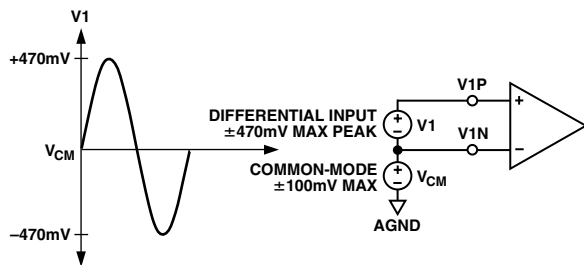 V1
+470mV
V1P
+
DIFFERENTIAL INPUT
±470mV MAX PEAK
+
−
V1
V1N
−
VCM
COMMON-MODE
±100mV MAX
+
−
VCM
−470mV
AGND